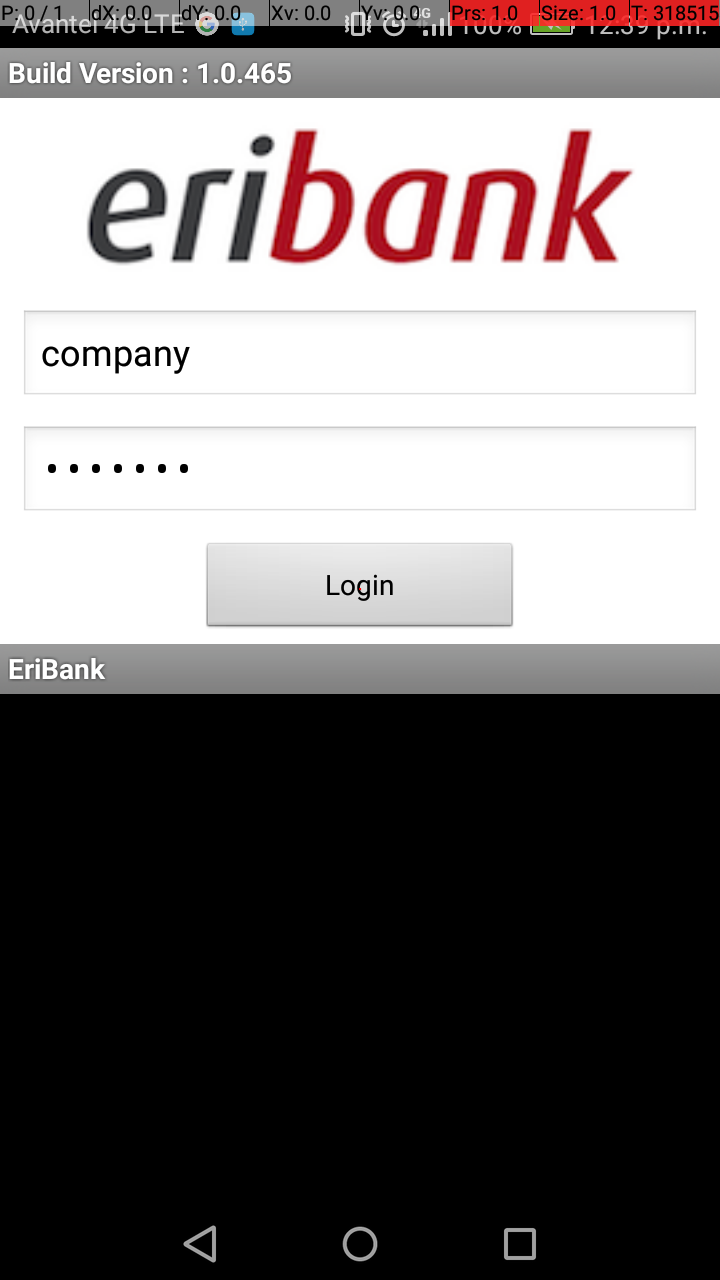 P: 0 / 1 dX: 0.0 dY: 0.0 Xv: 0.0 Yv: 0.0 Prs: 1.0 Size: 1.0 T: 318515
Avantel 4G LTE 4G 100% 12:39 p.m.
Build Version : 1.0.465
eribank
company
•••••••
Login
EriBank